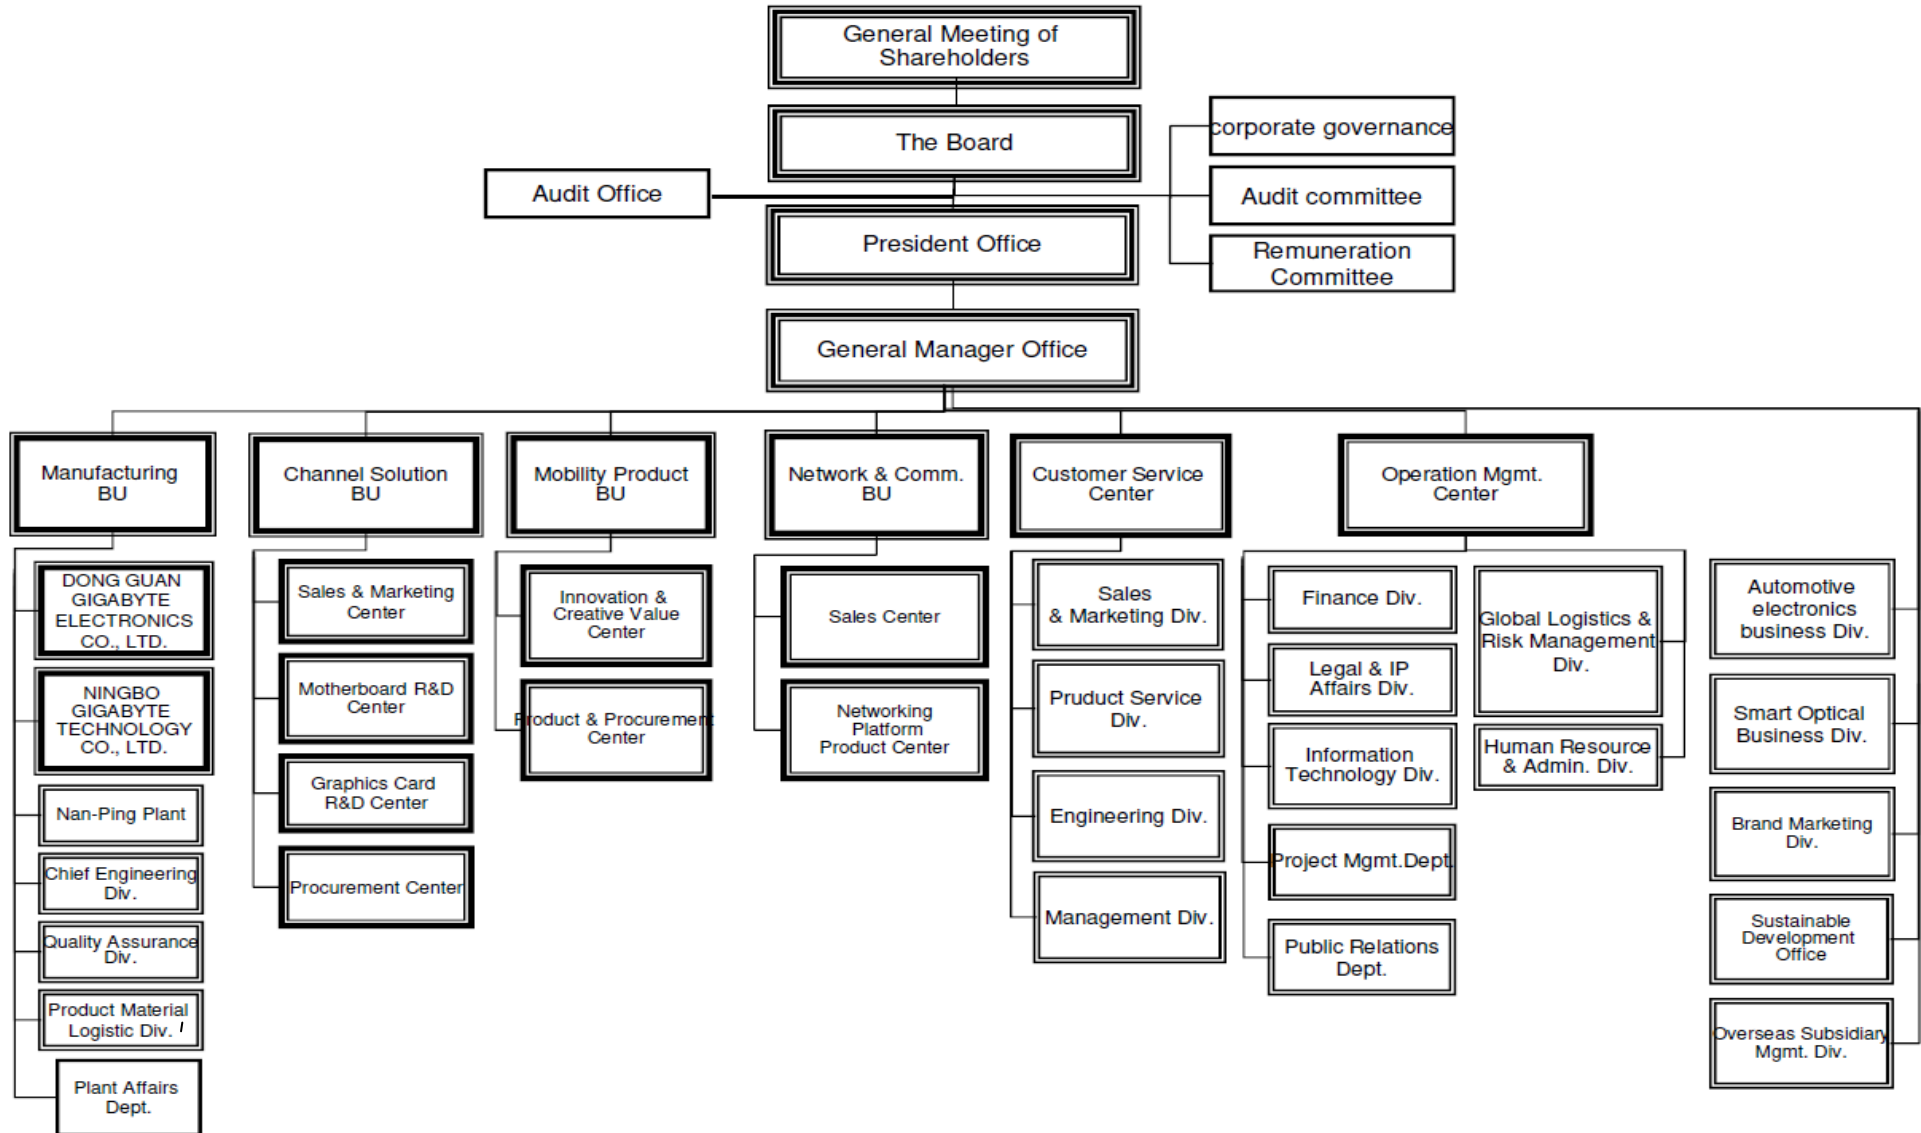 General Meeting of
Shareholders
The Board
corporate governance
Audit Office
Audit committee
President Office
Remuneration
Committee
General Manager Office
Manufacturing
BU
Channel Solution
BU
Mobility Product
BU
Network & Comm.
BU
Customer Service
Center
Operation Mgmt.
Center
DONG GUAN
GIGABYTE
ELECTRONICS
CO., LTD.
NINGBO
GIGABYTE
TECHNOLOGY
CO., LTD.
Nan-Ping Plant
Chief Engineering
Div.
Quality Assurance
Div.
Product Material
Logistic Div.
Plant Affairs
Dept.
Sales & Marketing
Center
Motherboard R&D
Center
Graphics Card
R&D Center
Procurement Center
Innovation &
Creative Value
Center
Product & Procurement
Center
Sales Center
Networking
Platform
Product Center
Sales
& Marketing Div.
Pruduct Service
Div.
Engineering Div.
Management Div.
Finance Div.
Legal & IP
Affairs Div.
Information
Technology Div.
Project Mgmt.Dept.
Public Relations
Dept.
Global Logistics &
Risk Management
Div.
Human Resource
& Admin. Div.
Automotive
electronics
business Div.
Smart Optical
Business Div.
Brand Marketing
Div.
Sustainable
Development
Office
Overseas Subsidiary
Mgmt. Div.